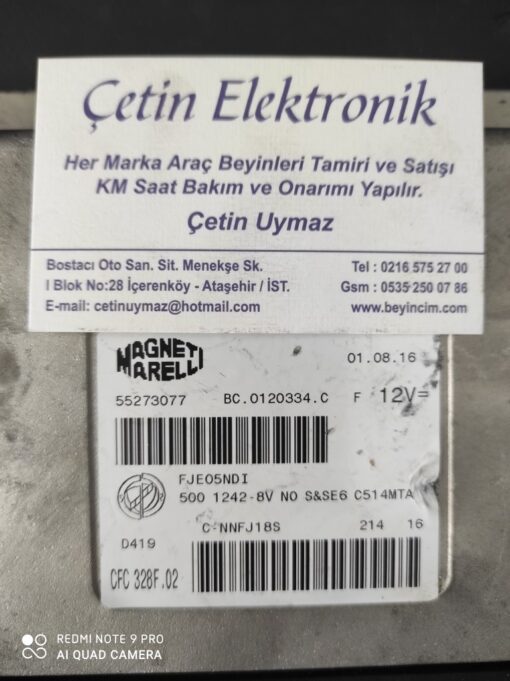 Çetin Elektronik
Her Marka Araç Beyinleri Tamiri ve Satışı
KM Saat Bakım ve Onarımı Yapılır.
Çetin Uymaz
Bostacı Oto San. Sit. Menekşe Sk.
I Blok No:28 İçerenköy - Ataşehir / İST.
E-mail: cetinuymaz@hotmail.com
Tel : 0216 575 27 00
Gsm : 0535 250 07 86
www.beyincim.com
MAGNETI
MARELLI
01.08.16
55273077 BC.0120334.C F 12V=
FJE05NDI
500 1242-8V NO S&SE6 C514MTA
C-NNFJ18S 214 16
D419
CFC 328F.02
REDMI NOTE 9 PRO
AI QUAD CAMERA